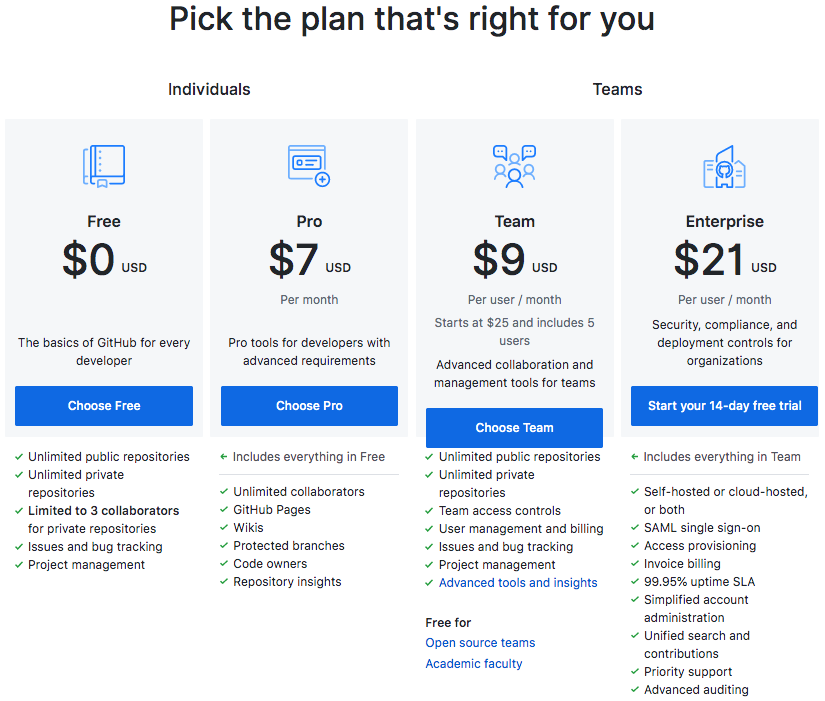 Pick the plan that's right for you
Individuals
Teams
Free
$0 USD
The basics of GitHub for every
developer
Choose Free
✓ Unlimited public repositories
✓ Unlimited private
repositories
✓ Limited to 3 collaborators
for private repositories
✓ Issues and bug tracking
✓ Project management
Pro
$7 USD
Per month
Pro tools for developers with
advanced requirements
Choose Pro
← Includes everything in Free
✓ Unlimited collaborators
✓ GitHub Pages
✓ Wikis
✓ Protected branches
✓ Code owners
✓ Repository insights
Team
$9 USD
Per user / month
Starts at $25 and includes 5
users
Advanced collaboration and
management tools for teams
Choose Team
✓ Unlimited public repositories
✓ Unlimited private
repositories
✓ Team access controls
✓ User management and billing
✓ Issues and bug tracking
✓ Project management
✓ Advanced tools and insights
Free for
Open source teams
Academic faculty
Enterprise
$21 USD
Per user / month
Security, compliance, and
deployment controls for
organizations
Start your 14-day free trial
← Includes everything in Team
✓ Self-hosted or cloud-hosted,
or both
✓ SAML single sign-on
✓ Access provisioning
✓ Invoice billing
✓ 99.95% uptime SLA
✓ Simplified account
administration
✓ Unified search and
contributions
✓ Priority support
✓ Advanced auditing